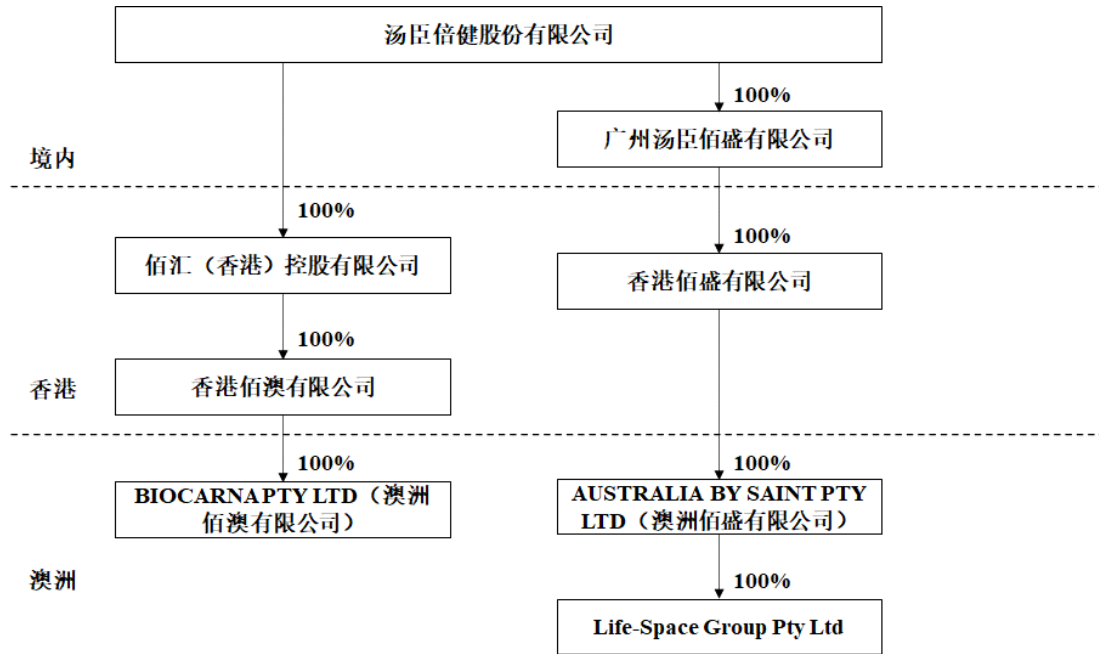 汤臣倍健股份有限公司
100%
广州汤臣佰盛有限公司
境内
100%
100%
佰汇（香港）控股有限公司
香港佰盛有限公司
100%
香港佰澳有限公司
香港
100%
100%
BIOCARNA PTY LTD（澳洲
佰澳有限公司）
AUSTRALIA BY SAINT PTY
LTD（澳洲佰盛有限公司）
澳洲
100%
Life-Space Group Pty Ltd